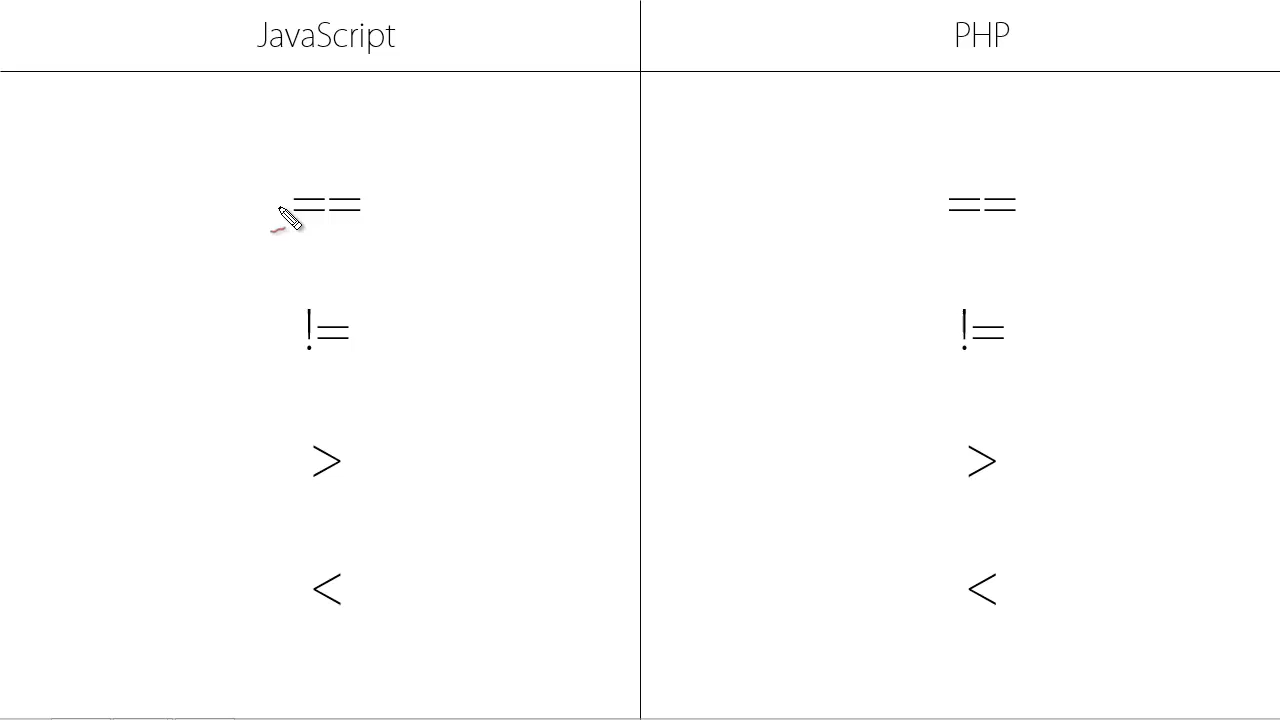 JavaScript PHP
== ==
!= !=
> >
< <